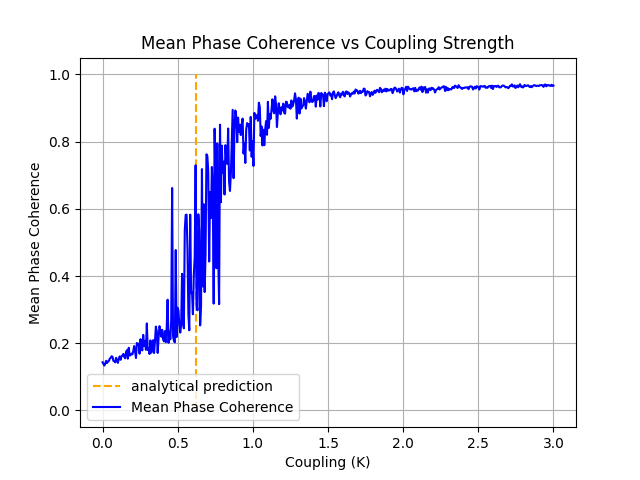 Mean Phase Coherence vs Coupling Strength
Mean Phase Coherence
1.0
0.8
0.6
0.4
0.2
0.0
analytical prediction
Mean Phase Coherence
0.0 0.5 1.0 1.5 2.0 2.5 3.0
Coupling (K)